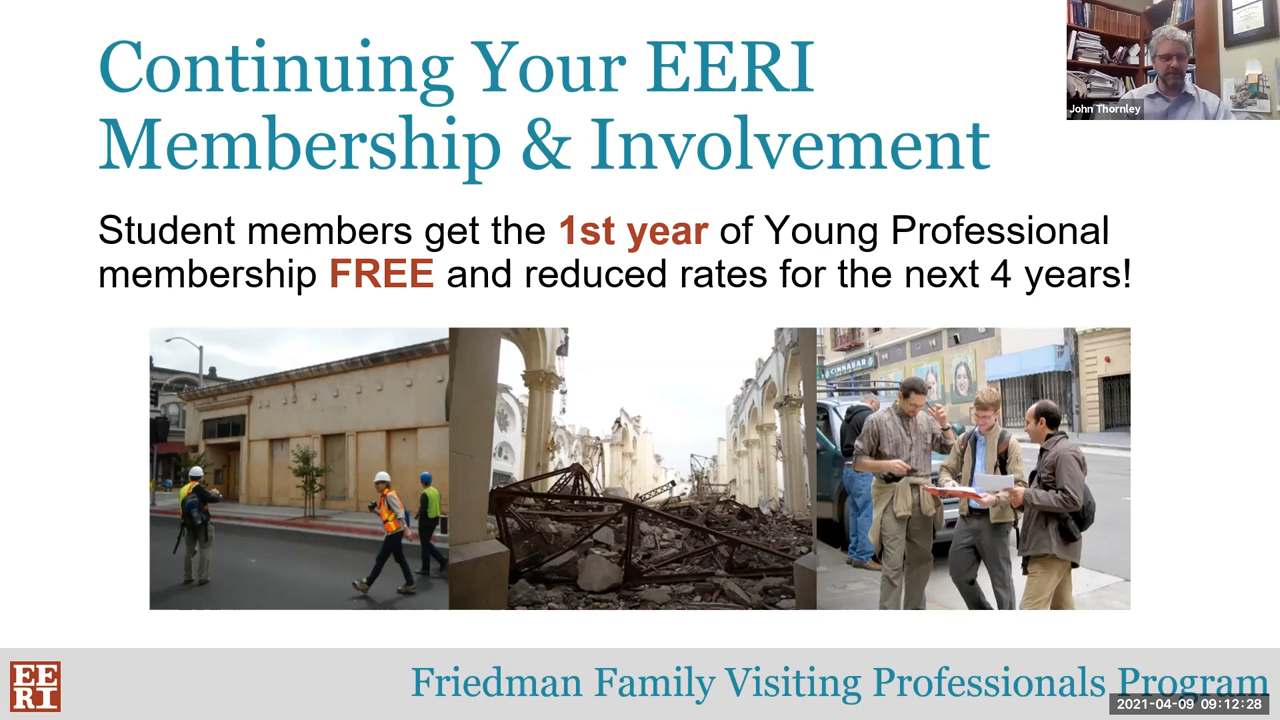 Continuing Your EERI
Membership & Involvement
John Thornley
Student members get the 1st year of Young Professional
membership FREE and reduced rates for the next 4 years!
CINNABAR
EE
RI
Friedman Family Visiting Professionals Program
2021-04-09 09:12:28